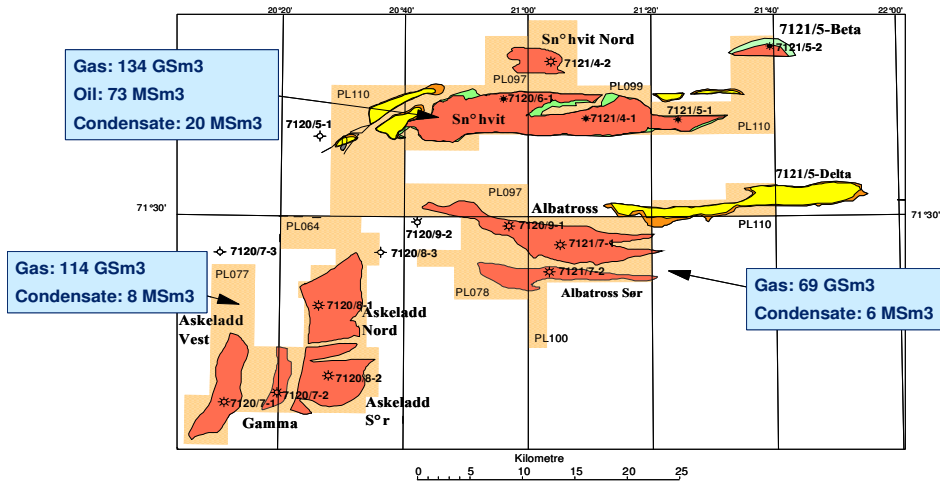 20°20
20°40
21°00
21°20
21°40
22°00
7121/5-Beta
7121/5-2
Sn°hvit Nord
7121/4-2
Gas: 134 GSm3
Oil: 73 MSm3
Condensate: 20 MSm3
PL110
PL097
PL099
7120/6-1
7121/5-1
Sn°hvit
7121/4-1
PL110
7120/5-1
7121/5-Delta
PL097
71°30
Albatross
PL110
71°30
PL064
7120/9-2
7120/9-1
7120/7-3
7120/8-3
7121/7-1
Gas: 114 GSm3
Condensate: 8 MSm3
PL077
7121/7-2
PL078
Albatross Sør
Gas: 69 GSm3
Condensate: 6 MSm3
7120/8-1
Askeladd
Nord
Askeladd
Vest
PL100
7120/8-2
7120/7-1
7120/7-2
Gamma
Askeladd
S°r
Kilometre
0 5 10 15 20 25